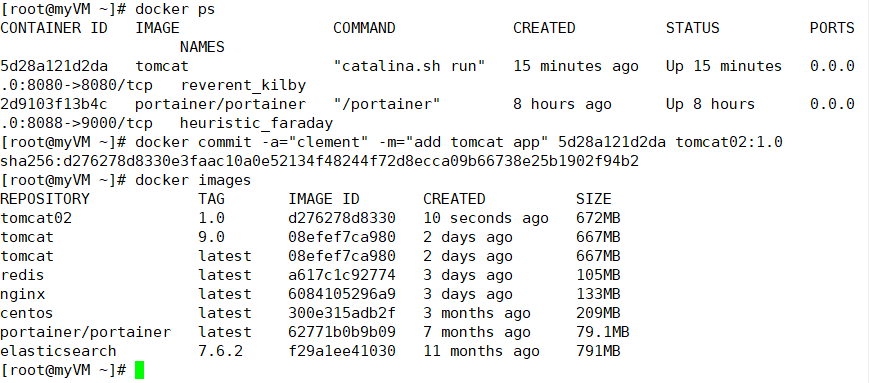 [root@myVM ~]# docker ps
CONTAINER ID   IMAGE                 COMMAND             CREATED          STATUS          PORTS
                    NAMES
5d28a121d2da   tomcat                "catalina.sh run"   15 minutes ago   Up 15 minutes   0.0.0
.0:8080->8080/tcp   reverent_kilby
2d9103f13b4c   portainer/portainer   "/portainer"        8 hours ago      Up 8 hours      0.0.0
.0:8088->9000/tcp   heuristic_faraday
[root@myVM ~]# docker commit -a="clement" -m="add tomcat app" 5d28a121d2da tomcat02:1.0
sha256:d276278d8330e3faac10a0e52134f48244f72d8ecca09b66738e25b1902f94b2
[root@myVM ~]# docker images
REPOSITORY            TAG       IMAGE ID       CREATED          SIZE
tomcat02              1.0       d276278d8330   10 seconds ago   672MB
tomcat                9.0       08efef7ca980   2 days ago       667MB
tomcat                latest    08efef7ca980   2 days ago       667MB
redis                 latest    a617c1c92774   3 days ago       105MB
nginx                 latest    6084105296a9   3 days ago       133MB
centos                latest    300e315adb2f   3 months ago     209MB
portainer/portainer   latest    62771b0b9b09   7 months ago     79.1MB
elasticsearch         7.6.2     f29a1ee41030   11 months ago    791MB
[root@myVM ~]#